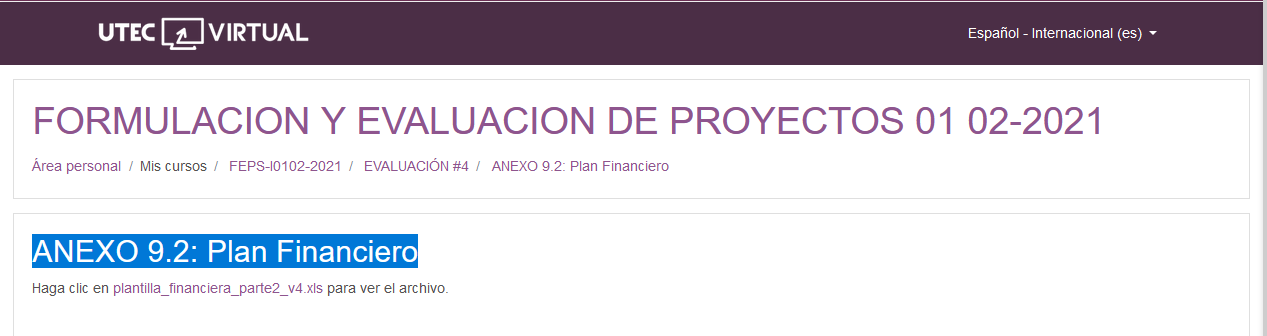 UTEC VIRTUAL
Español - Internacional (es)
FORMULACION Y EVALUACION DE PROYECTOS 01 02-2021
Área personal / Mis cursos / FEPS-I0102-2021 / EVALUACIÓN #4 / ANEXO 9.2: Plan Financiero
ANEXO 9.2: Plan Financiero
Haga clic en plantilla_financiera_parte2_v4.xls para ver el archivo.